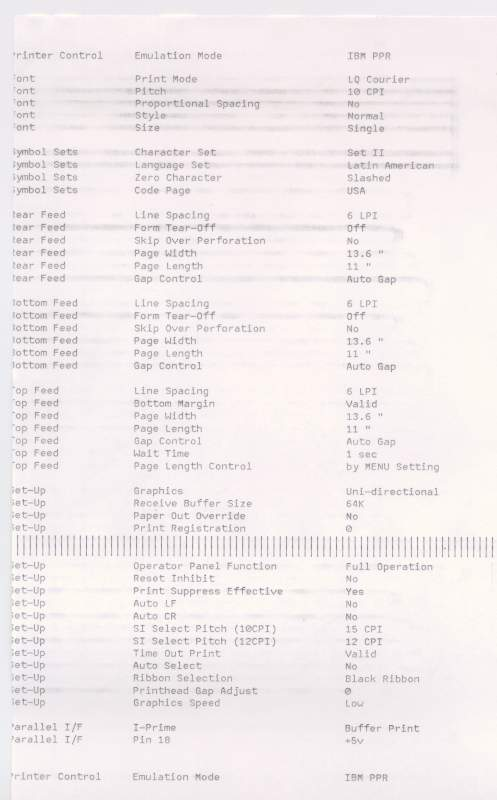 rinter Control Emulation Mode IBM PPR
ont Print Mode LQ Courier
ont Pitch 10 CPI
ont Proportional Spacing No
ont Style Normal
ont Size Single
ymbol Sets Character Set Set II
ymbol Sets Language Set Latin American
ymbol Sets Zero Character Slashed
ymbol Sets Code Page USA
ear Feed Line Spacing 6 LPI
ear Feed Form Tear-Off Off
ear Feed Skip Over Perforation No
ear Feed Page Width 13.6 "
ear Feed Page Length 11 "
ear Feed Gap Control Auto Gap
ottom Feed Line Spacing 6 LPI
ottom Feed Form Tear-Off Off
ottom Feed Skip Over Perforation No
ottom Feed Page Width 13.6 "
ottom Feed Page Length 11 "
ottom Feed Gap Control Auto Gap
op Feed Line Spacing 6 LPI
op Feed Bottom Margin Valid
op Feed Page Width 13.6 "
op Feed Page Length 11 "
op Feed Gap Control Auto Gap
op Feed Wait Time 1 sec
op Feed Page Length Control by MENU Setting
et-Up Graphics Uni-directional
et-Up Receive Buffer Size 64K
et-Up Paper Out Override No
et-Up Print Registration 0
et-Up Operator Panel Function Full Operation
et-Up Reset Inhibit No
et-Up Print Suppress Effective Yes
et-Up Auto LF No
et-Up Auto CR No
et-Up SI Select Pitch (10CPI) 15 CPI
et-Up SI Select Pitch (12CPI) 12 CPI
et-Up Time Out Print Valid
et-Up Auto Select No
et-Up Ribbon Selection Black Ribbon
et-Up Printhead Gap Adjust 0
et-Up Graphics Speed Low
arallel I/F I-Prime Buffer Print
arallel I/F Pin 18 +5v
rinter Control Emulation Mode IBM PPR